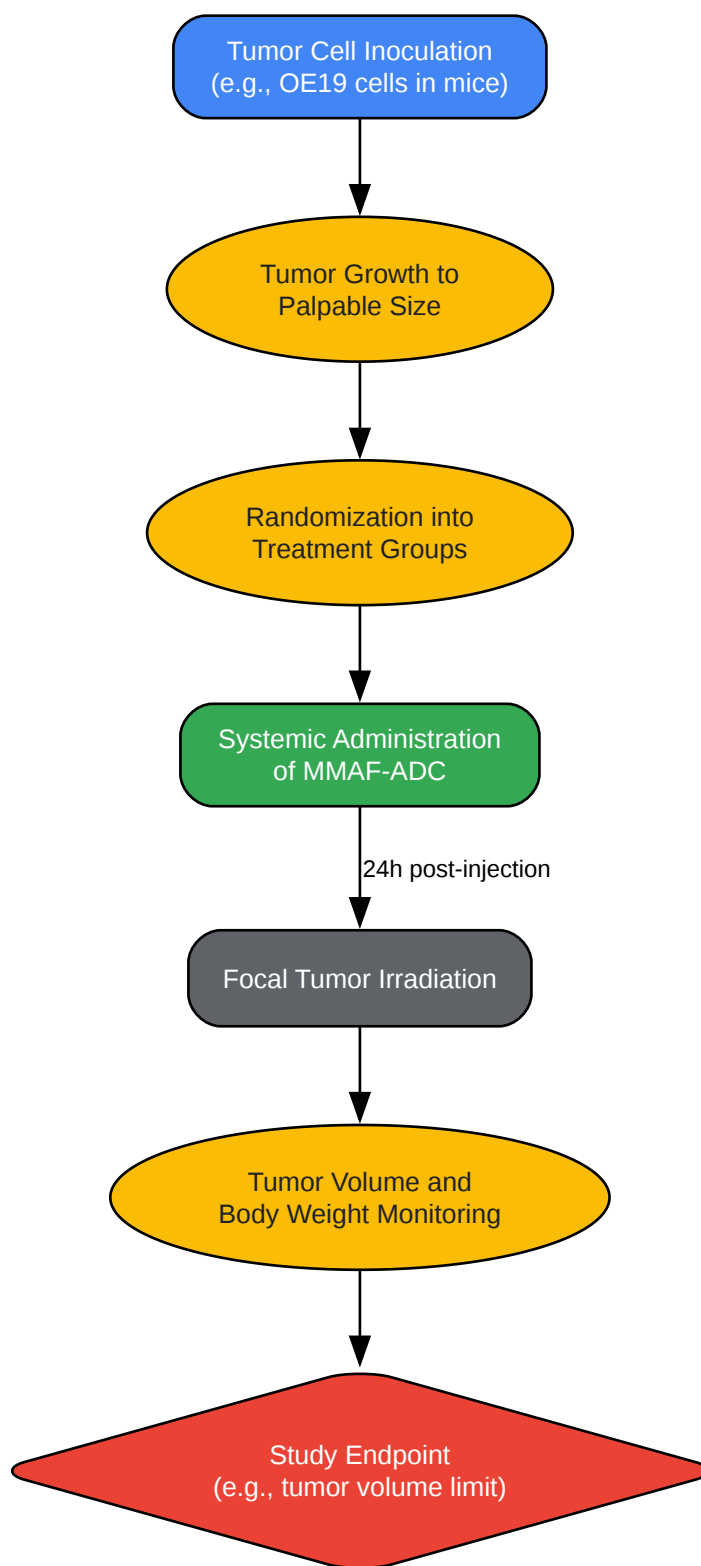 Tumor Cell Inoculation
(e.g., OE19 cells in mice)
Tumor Growth to
Palpable Size
Randomization into
Treatment Groups
Systemic Administration
of MMAF-ADC
24h post-injection
Focal Tumor Irradiation
Tumor Volume and
Body Weight Monitoring
Study Endpoint
(e.g., tumor volume limit)